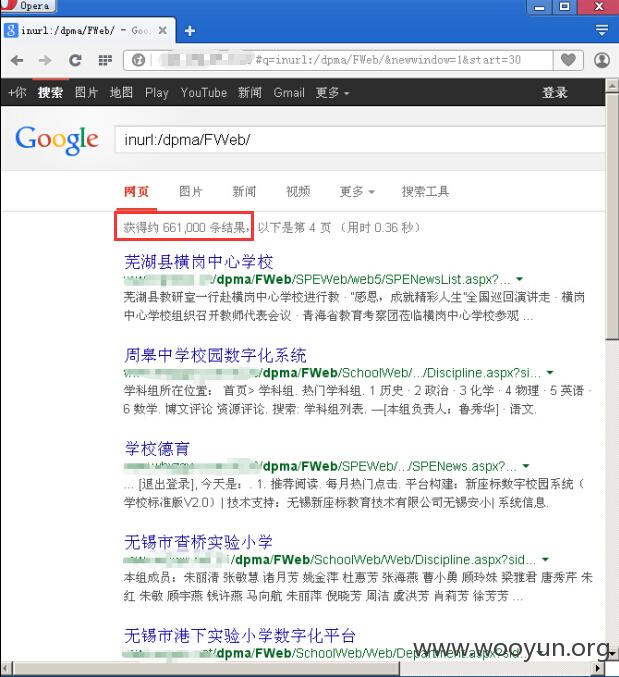 Opera
inurl:/dpma/FWeb/ - Goo
#q=inurl:/dpma/FWeb/&newwindow=1&start=30
+你 搜索 图片 地图 Play YouTube 新闻 Gmail 更多 登录
Google inurl:/dpma/FWeb/
网页 图片 新闻 视频 更多 搜索工具
获得约 661,000 条结果，以下是第 4 页 （用时 0.36 秒）
芜湖县横岗中心学校
/dpma/FWeb/SPEWeb/web5/SPENewsList.aspx?...
芜湖县教研室一行赴横岗中心学校进行教 · "感恩，成就精彩人生"全国巡回演讲走 · 横岗
中心学校组织召开教师代表会议 · 青海省教育考察团莅临横岗中心学校参观 ...
周皋中学校园数字化系统
/dpma/FWeb/SchoolWeb/.../Discipline.aspx?si...
学科组所在位置： 首页> 学科组. 热门学科组. 1 历史 · 2 政治 · 3 化学 · 4 物理 · 5 英语 ·
6 数学. 博文评论 资源评论. 搜索: 学科组列表. —[本组负责人：鲁秀华] · 语文.
学校德育
/dpma/FWeb/SPEWeb/.../SPENews.aspx?...
... [退出登录], 今天是: . 1. 推荐阅读. 每月热门点击. 平台构建：新座标数字校园系统（
学校标准版V2.0）| 技术支持：无锡新座标教育技术有限公司无锡安小| 系统信息.
无锡市查桥实验小学
/dpma/FWeb/SchoolWeb/Web/Discipline.aspx?sid...
本组成员：朱丽清 张敏慧 诸月芳 姚金萍 杜惠芳 张海燕 曹小勇 顾玲妹 梁雅君 唐秀芹 朱
红 朱敏 顾宇燕 钱许燕 马向航 朱丽萍 倪晓芳 周洁 虞洪芳 肖莉芳 徐芳芳 ...
无锡市港下实验小学数字化平台
/dpma/FWeb/SchoolWeb/Web/Department.aspx?sid...
www.wooyun.org